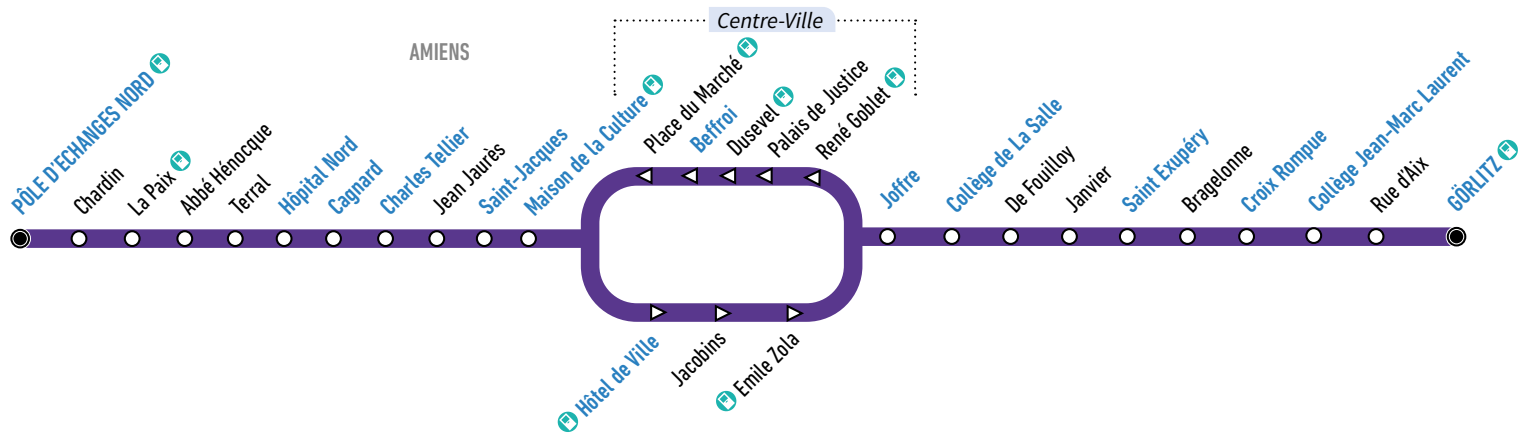 Centre-Ville
AMIENS
PÔLE D'ECHANGES NORD
Chardin
La Paix
Abbé Hénocque
Terral
Hôpital Nord
Cagnard
Charles Tellier
Jean Jaurès
Saint-Jacques
Maison de la Culture
Place du Marché
Beffroi
Dusevel
Palais de Justice
René Goblet
Joffre
Collège de La Salle
De Fouilloy
Janvier
Saint Exupéry
Bragelonne
Croix Rompue
Collège Jean-Marc Laurent
Rue d'Aix
GÖRLITZ
Hôtel de Ville
Jacobins
Emile Zola